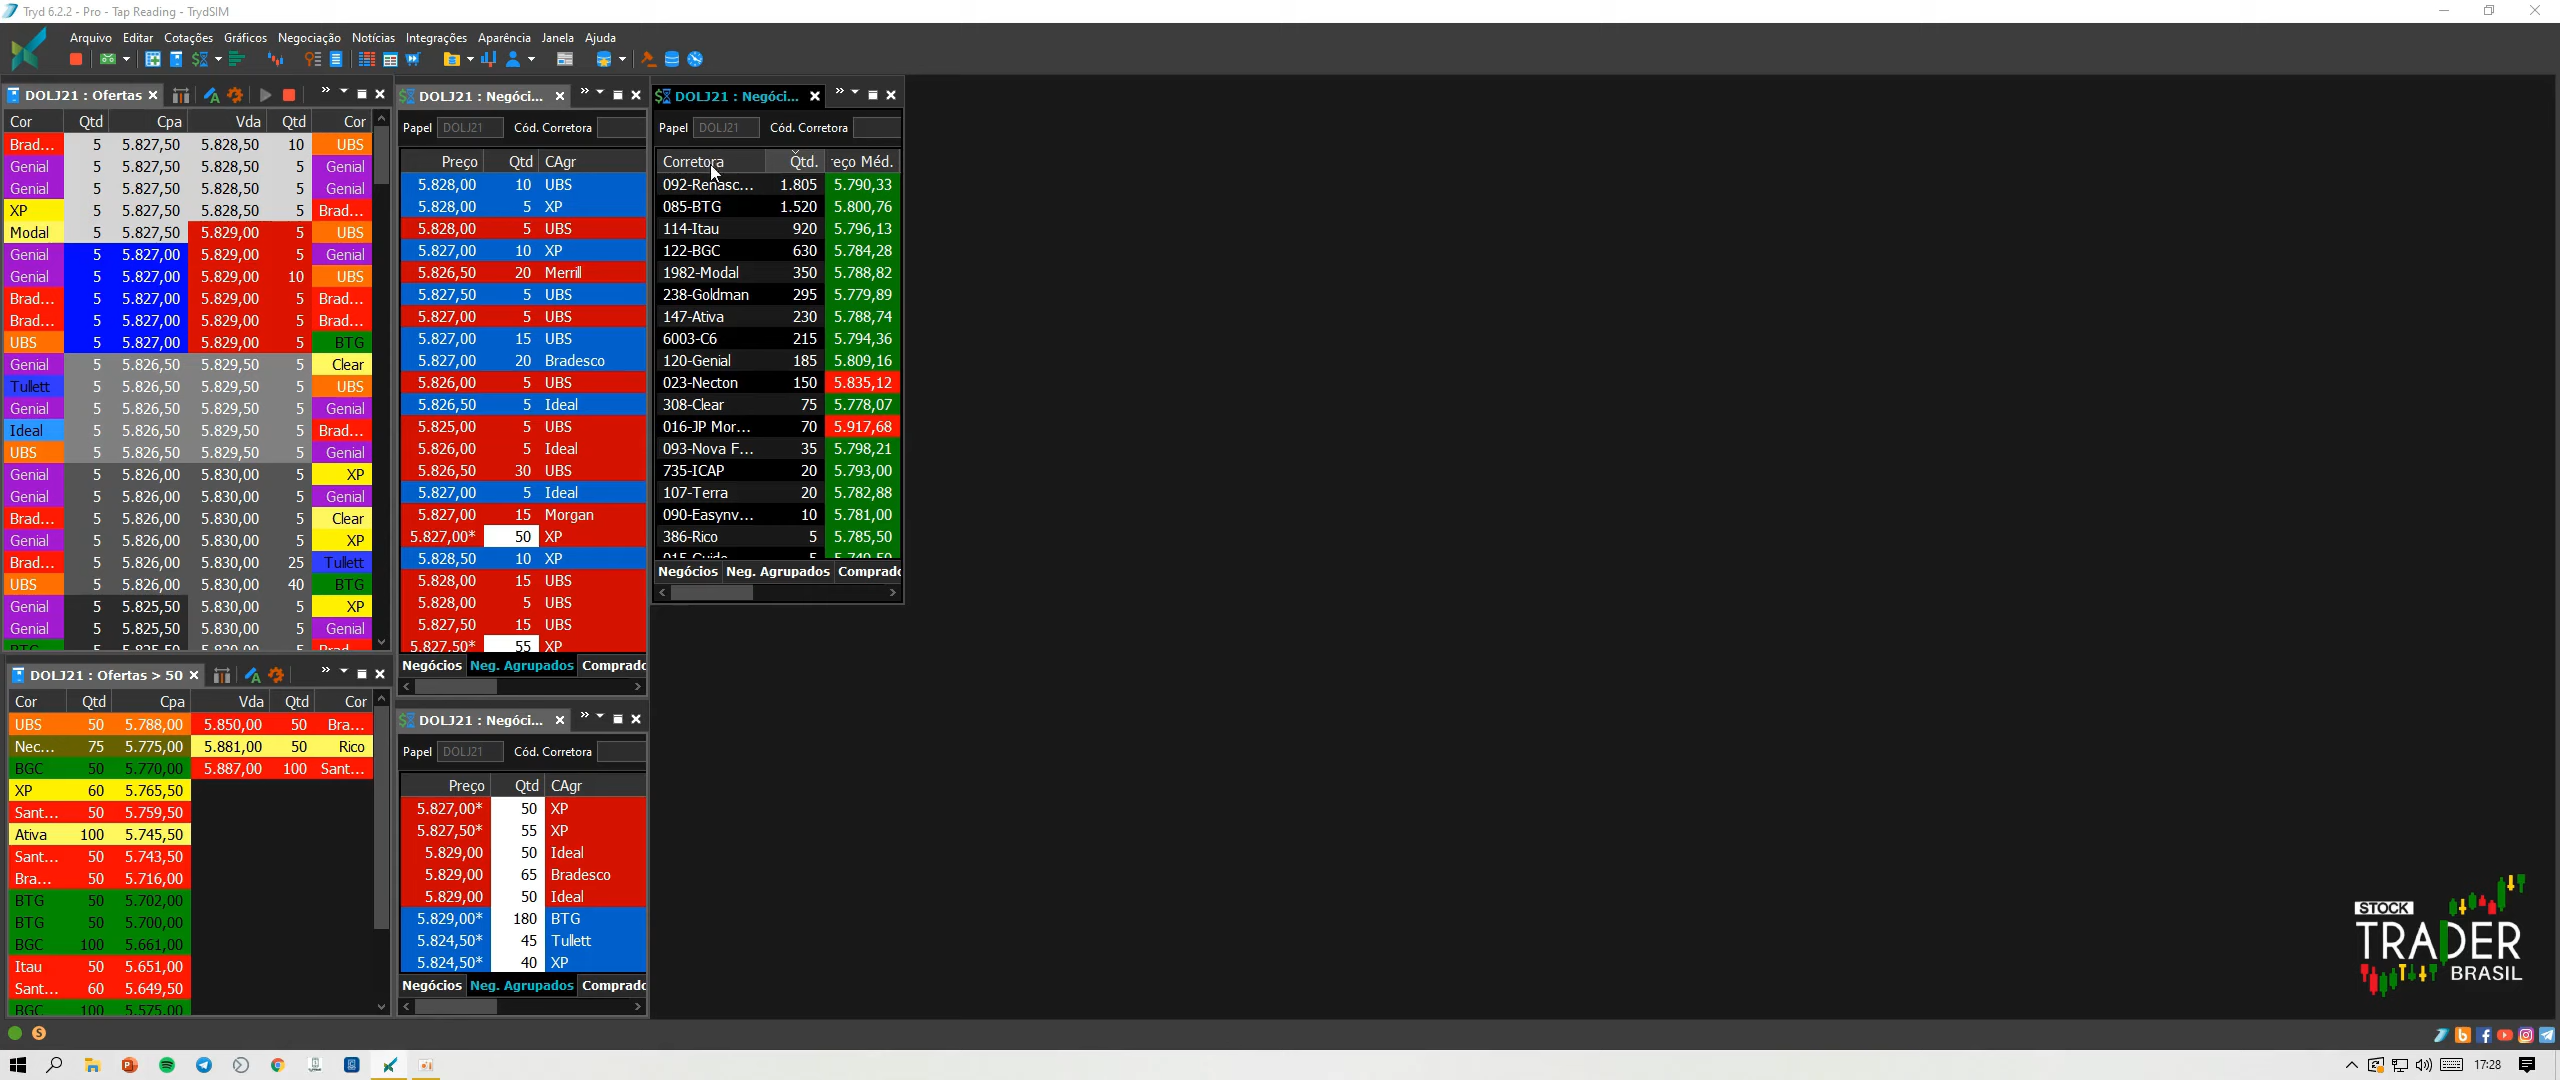 Tryd 6.2.2 - Pro - Tap Reading - TrydSIM
Arquivo Editar Cotações Gráficos Negociação Notícias Integrações Aparência Janela Ajuda
DOLJ21 : Ofertas
Cor Qtd Cpa Vda Qtd Cor
Brad... 5 5.827,50 5.828,50 10 UBS
Genial 5 5.827,50 5.828,50 5 Genial
Genial 5 5.827,50 5.828,50 5 Genial
XP 5 5.827,50 5.828,50 5 Brad...
Modal 5 5.827,50 5.829,00 5 UBS
Genial 5 5.827,00 5.829,00 5 Genial
Genial 5 5.827,00 5.829,00 10 UBS
Brad... 5 5.827,00 5.829,00 5 Brad...
Brad... 5 5.827,00 5.829,00 5 Brad...
UBS 5 5.827,00 5.829,00 5 BTG
Genial 5 5.826,50 5.829,50 5 Clear
Tullett 5 5.826,50 5.829,50 5 UBS
Genial 5 5.826,50 5.829,50 5 Genial
Ideal 5 5.826,50 5.829,50 5 Brad...
UBS 5 5.826,50 5.829,50 5 Genial
Genial 5 5.826,00 5.830,00 5 XP
Genial 5 5.826,00 5.830,00 5 Genial
Brad... 5 5.826,00 5.830,00 5 Clear
Genial 5 5.826,00 5.830,00 5 XP
Brad... 5 5.826,00 5.830,00 25 Tullett
UBS 5 5.826,00 5.830,00 40 BTG
Genial 5 5.825,50 5.830,00 5 XP
Genial 5 5.825,50 5.830,00 5 Genial
DOLJ21 : Ofertas > 50
Cor Qtd Cpa Vda Qtd Cor
UBS 50 5.788,00 5.850,00 50 Bra...
Nec... 75 5.775,00 5.881,00 50 Rico
BGC 50 5.770,00 5.887,00 100 Sant...
XP 60 5.765,50
Sant... 50 5.759,50
Ativa 100 5.745,50
Sant... 50 5.743,50
Bra... 50 5.716,00
BTG 50 5.702,00
BTG 50 5.700,00
BGC 100 5.661,00
Itau 50 5.651,00
Sant... 60 5.649,50
BGC 100 5.575,00
DOLJ21 : Negóci...
Papel DOLJ21 Cód. Corretora
Preço Qtd CAgr
5.828,00 10 UBS
5.828,00 5 XP
5.828,00 5 UBS
5.827,00 10 XP
5.826,50 20 Merrill
5.827,50 5 UBS
5.827,00 5 UBS
5.827,00 15 UBS
5.827,00 20 Bradesco
5.826,00 5 UBS
5.826,50 5 Ideal
5.825,00 5 UBS
5.826,00 5 Ideal
5.826,50 30 UBS
5.827,00 5 Ideal
5.827,00 15 Morgan
5.827,00* 50 XP
5.828,50 10 XP
5.828,00 15 UBS
5.828,00 5 UBS
5.827,50 15 UBS
5.827,50* 55 XP
Negócios Neg. Agrupados Comprado
DOLJ21 : Negóci...
Papel DOLJ21 Cód. Corretora
Preço Qtd CAgr
5.827,00* 50 XP
5.827,50* 55 XP
5.829,00 50 Ideal
5.829,00 65 Bradesco
5.829,00 50 Ideal
5.829,00* 180 BTG
5.824,50* 45 Tullett
5.824,50* 40 XP
Negócios Neg. Agrupados Comprado
DOLJ21 : Negóci...
Papel DOLJ21 Cód. Corretora
Corretora Qtd. reço Méd.
092-Renasc... 1.805 5.790,33
085-BTG 1.520 5.800,76
114-Itau 920 5.796,13
122-BGC 630 5.784,28
1982-Modal 350 5.788,82
238-Goldman 295 5.779,89
147-Ativa 230 5.788,74
6003-C6 215 5.794,36
120-Genial 185 5.809,16
023-Necton 150 5.835,12
308-Clear 75 5.778,07
016-JP Mor... 70 5.917,68
093-Nova F... 35 5.798,21
735-ICAP 20 5.793,00
107-Terra 20 5.782,88
090-Easynv... 10 5.781,00
386-Rico 5 5.785,50
Negócios Neg. Agrupados Comprado
STOCK
TRADER
BRASIL
17:28